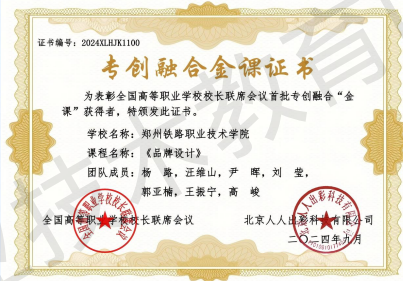 证书编号：2024XLHJK1100
专创融合金课证书
为表彰全国高等职业学校校长联席会议首批专创融合“金
课”获得者，特颁发此证书。
学校名称：郑州铁路职业技术学院
课程名称：《品牌设计》
团队成员：杨　路，汪维山，尹　晖，刘　莹，
郭亚楠，王振宁，高　峻
全国高等职业学校校长联席会议
北京人人出彩科技有限公司
二〇二四年九月